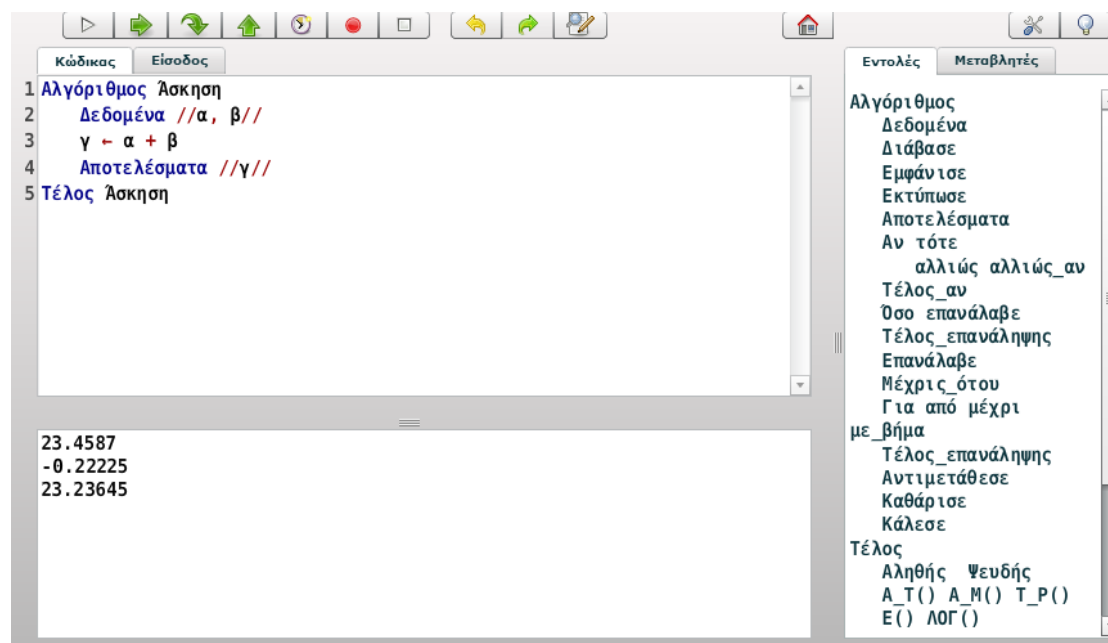 Κώδικας Είσοδος
1 Αλγόριθμος Άσκηση
2 Δεδομένα //α, β//
3 γ ← α + β
4 Αποτελέσματα //γ//
5 Τέλος Άσκηση
23.4587
-0.22225
23.23645
Εντολές Μεταβλητές
Αλγόριθμος
Δεδομένα
Διάβασε
Εμφάνισε
Εκτύπωσε
Αποτελέσματα
Αν τότε
αλλιώς αλλιώς_αν
Τέλος_αν
Όσο επανάλαβε
Τέλος_επανάληψης
Επανάλαβε
Μέχρις_ότου
Για από μέχρι
με_βήμα
Τέλος_επανάληψης
Αντιμετάθεσε
Καθάρισε
Κάλεσε
Τέλος
Αληθής Ψευδής
Α_Τ() Α_Μ() Τ_Ρ()
Ε() ΛΟΓ()